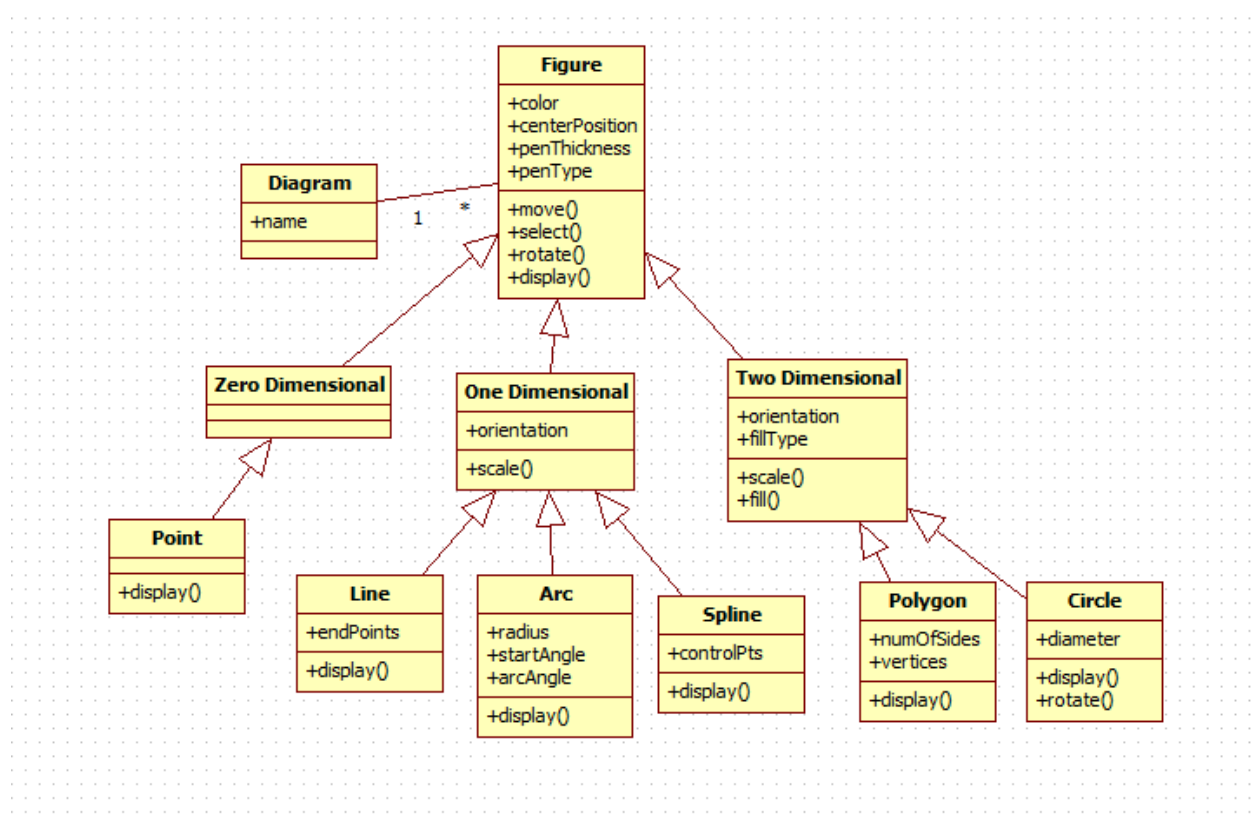 Figure
+color
+centerPosition
+penThickness
+penType
+move()
+select()
+rotate()
+display()
Diagram
+name
1
*
Zero Dimensional
One Dimensional
+orientation
+scale()
Two Dimensional
+orientation
+fillType
+scale()
+fill()
Point
+display()
Line
+endPoints
+display()
Arc
+radius
+startAngle
+arcAngle
+display()
Spline
+controlPts
+display()
Polygon
+numOfSides
+vertices
+display()
Circle
+diameter
+display()
+rotate()